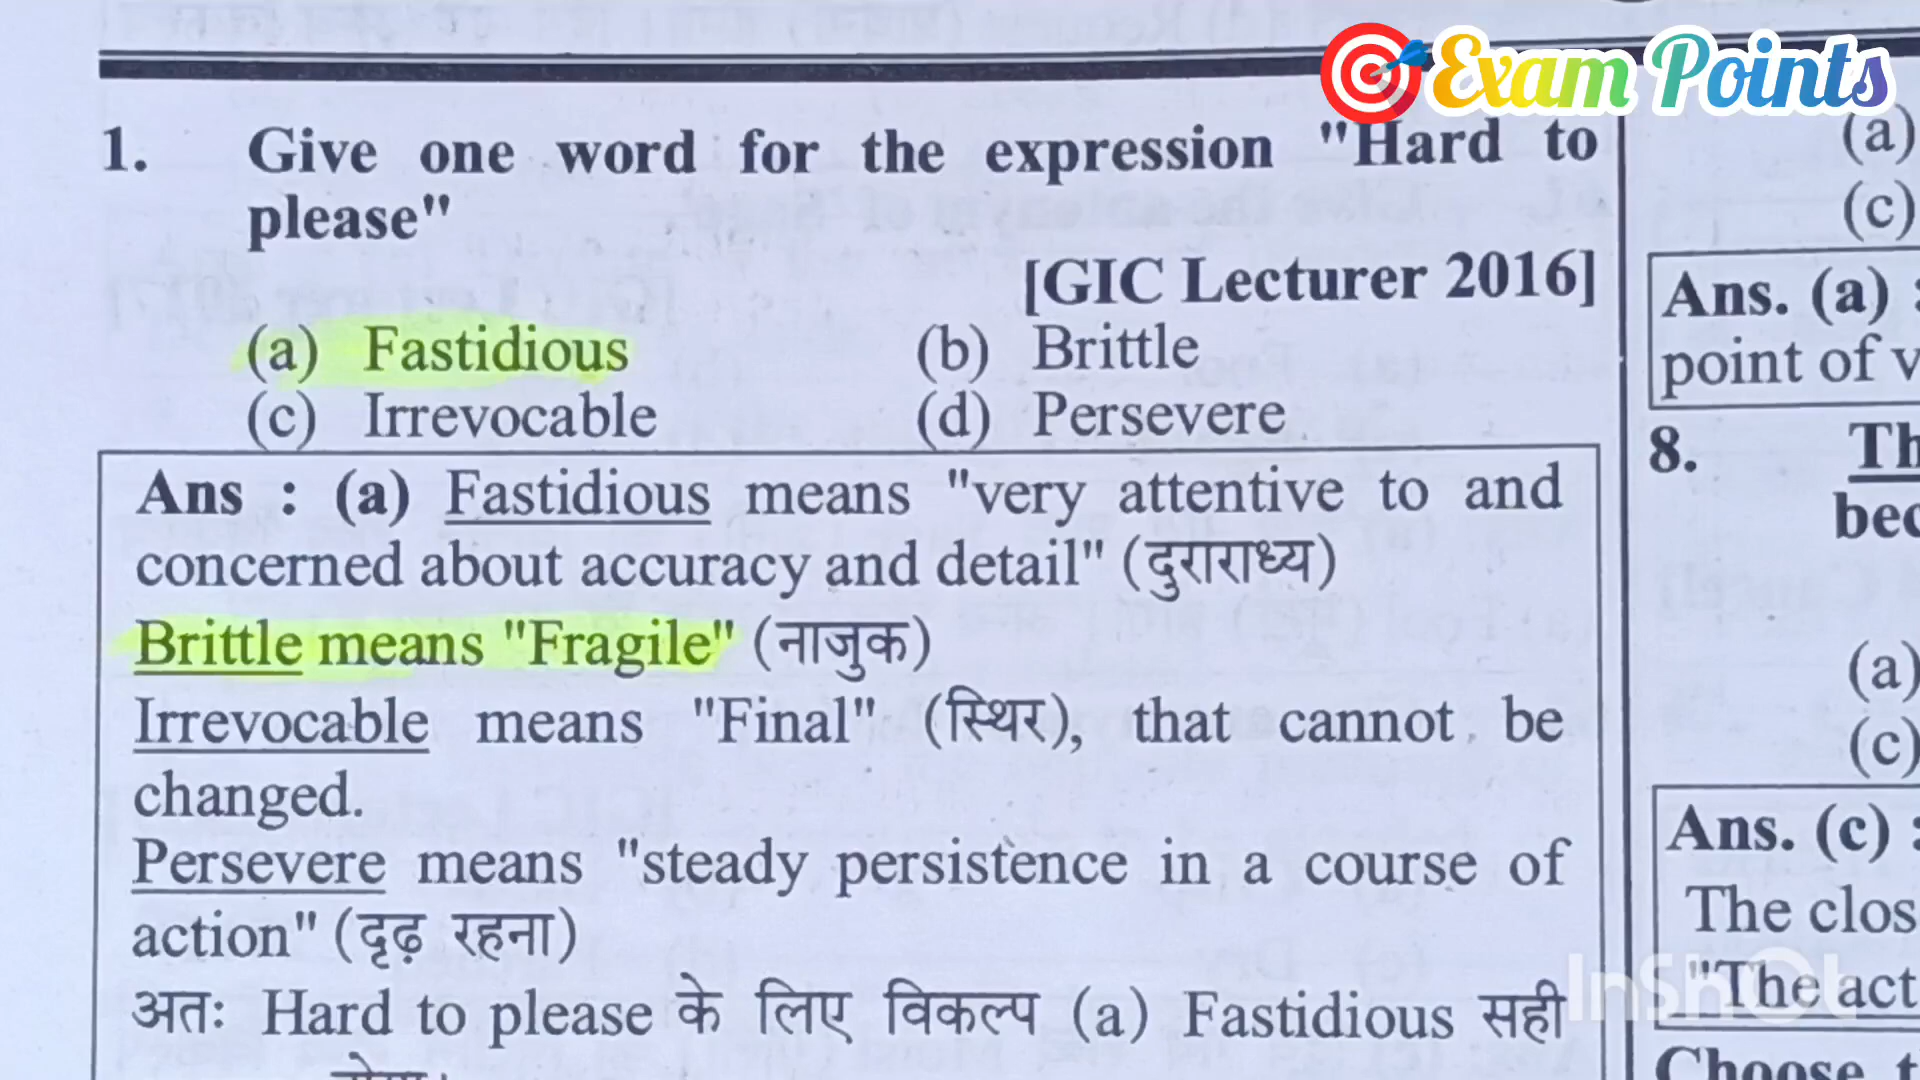 Exam Points
1. Give one word for the expression "Hard to
please"
[GIC Lecturer 2016]
(a) Fastidious (b) Brittle
(c) Irrevocable (d) Persevere
Ans : (a) Fastidious means "very attentive to and
concerned about accuracy and detail" (दुराराध्य)
Brittle means "Fragile" (नाजुक)
Irrevocable means "Final" (स्थिर), that cannot be
changed.
Persevere means "steady persistence in a course of
action" (दृढ़ रहना)
अतः Hard to please के लिए विकल्प (a) Fastidious सही
(a)
(c)
Ans. (a) :
point of v
8. Th
bec
(a)
(c)
Ans. (c) :
The clos
"The act
Choose t
InShOt